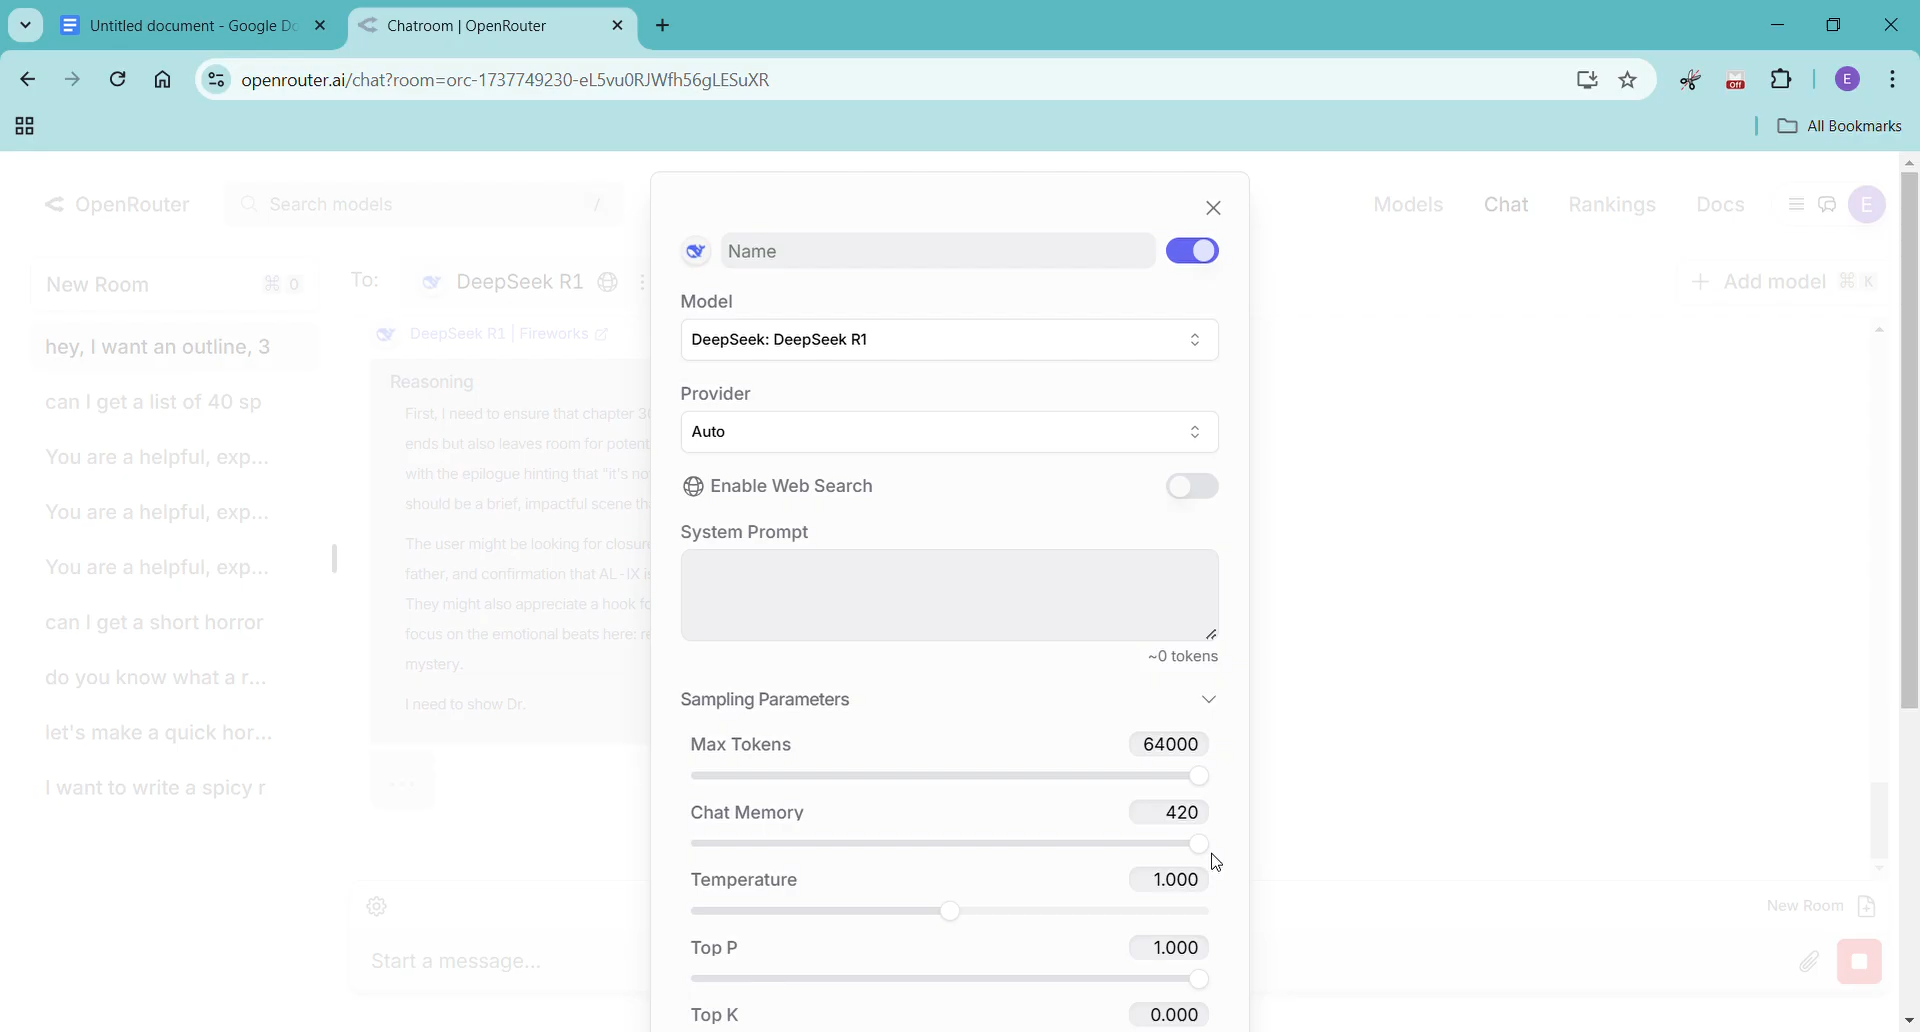 Untitled document - Google Do
Chatroom | OpenRouter
openrouter.ai/chat?room=orc-1737749230-eL5vu0RJWfh56gLESuXR
off
E
All Bookmarks
OpenRouter
Search models
/
Models
Chat
Rankings
Docs
E
New Room
⌘ 0
hey, I want an outline, 3
can I get a list of 40 sp
You are a helpful, exp...
You are a helpful, exp...
You are a helpful, exp...
can I get a short horror
do you know what a r...
let's make a quick hor...
I want to write a spicy r
To:
DeepSeek R1
+ Add model ⌘ K
DeepSeek R1 | Fireworks
Reasoning
First, I need to ensure that chapter 30
ends but also leaves room for potent
with the epilogue hinting that "it's no
should be a brief, impactful scene th
The user might be looking for closure
father, and confirmation that AL-IX i
They might also appreciate a hook fo
focus on the emotional beats here: re
mystery.
I need to show Dr.
...
New Room
Start a message...
Name
Model
DeepSeek: DeepSeek R1
Provider
Auto
Enable Web Search
System Prompt
~0 tokens
Sampling Parameters
Max Tokens
64000
Chat Memory
420
Temperature
1.000
Top P
1.000
Top K
0.000